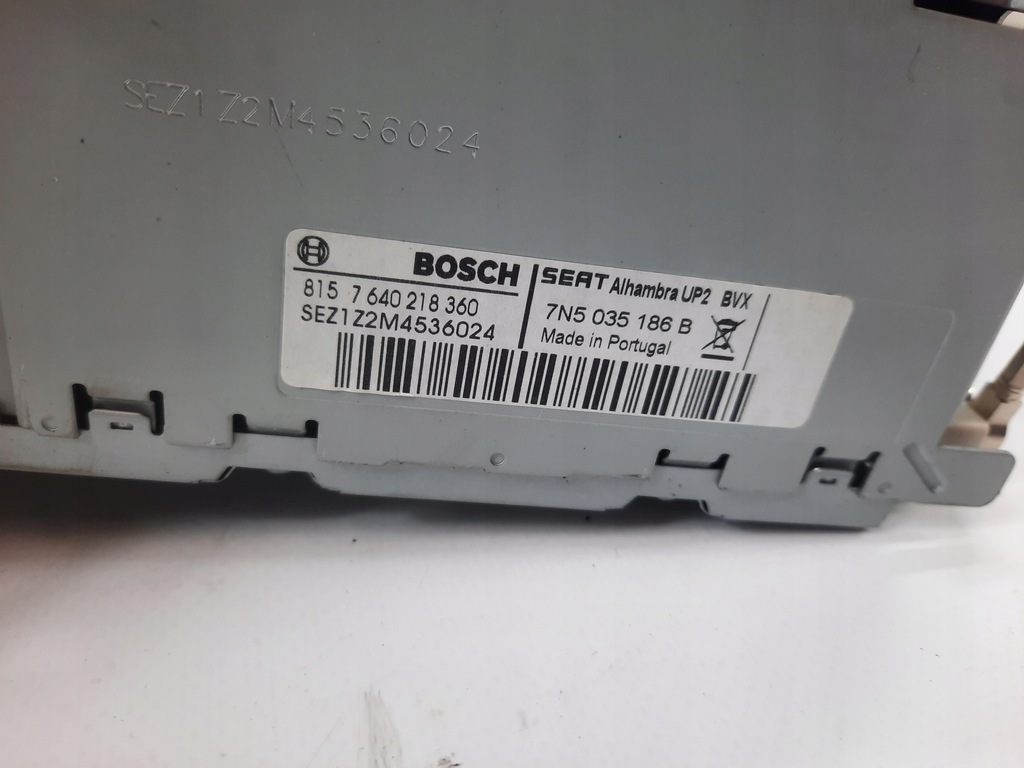 SEZ1Z2M4536024
BOSCH
815 7 640 218 360
SEZ1Z2M4536024
SEAT Alhambra UP2 BVX
7N5 035 186 B
Made in Portugal